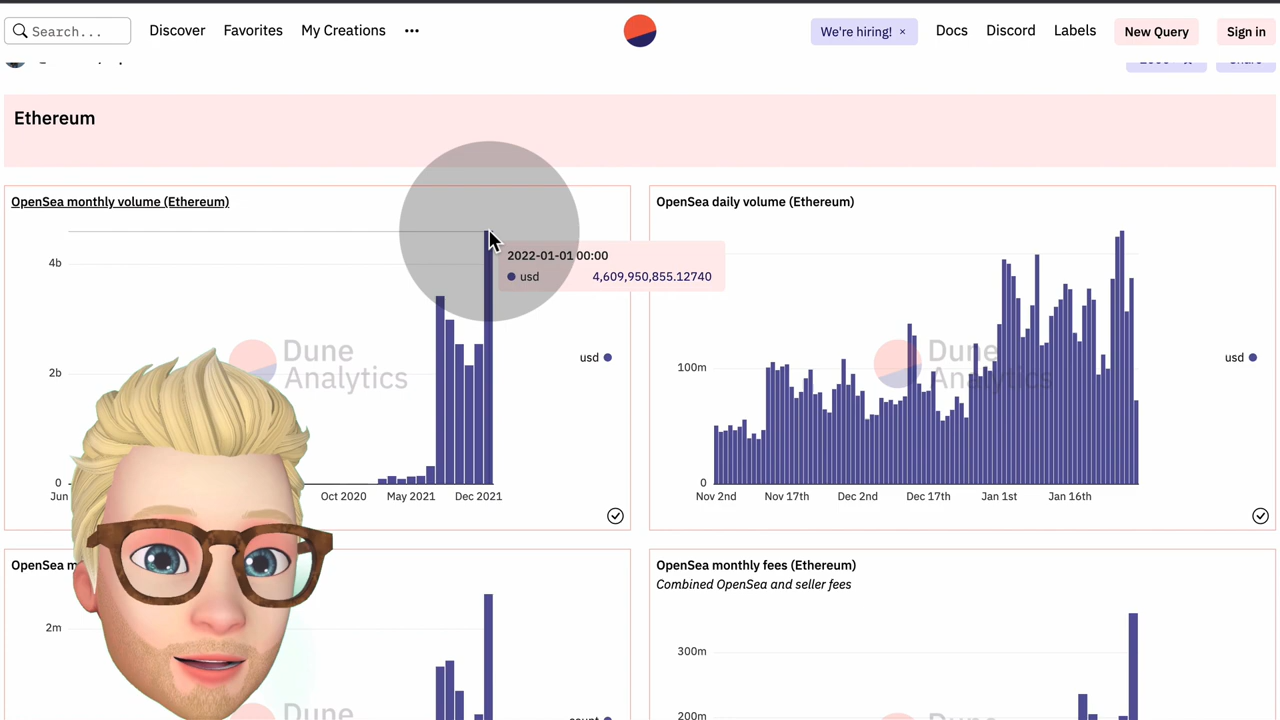 Search...
Discover
Favorites
My Creations
We're hiring! ×
Docs
Discord
Labels
New Query
Sign in
Ethereum
OpenSea monthly volume (Ethereum)
4b
2b
0
Jun
Oct 2020
May 2021
Dec 2021
2022-01-01 00:00
usd 4,609,950,855.12740
usd
Dune
Analytics
OpenSea daily volume (Ethereum)
100m
0
Nov 2nd
Nov 17th
Dec 2nd
Dec 17th
Jan 1st
Jan 16th
usd
Dune
Analytics
OpenSea
2m
Dune
OpenSea monthly fees (Ethereum)
Combined OpenSea and seller fees
300m
200m
Dune